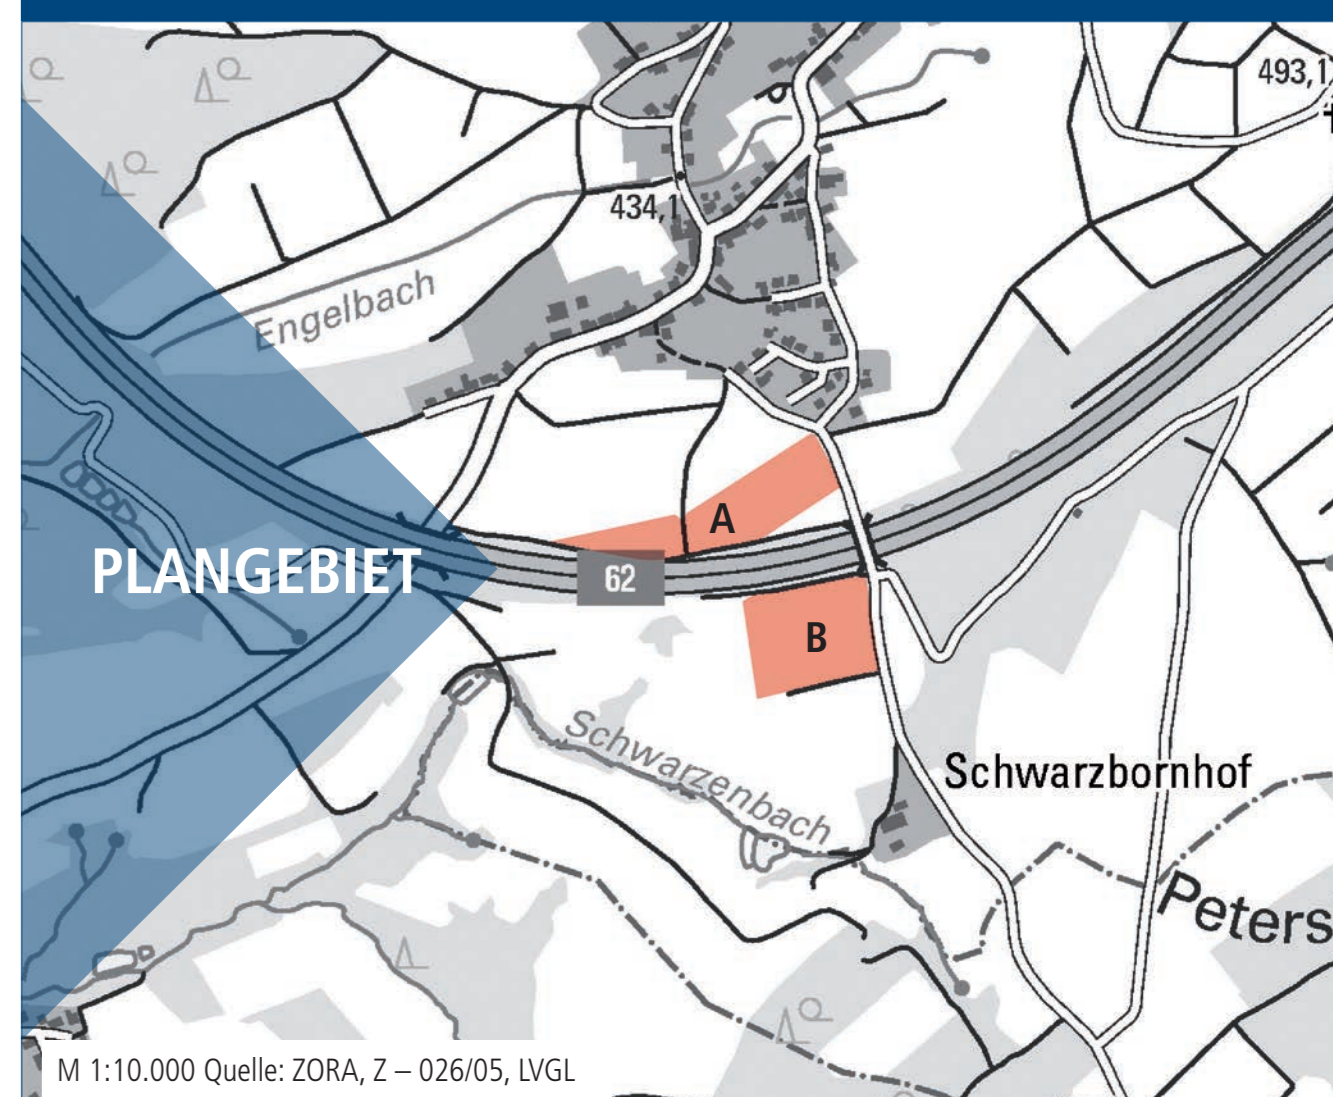 493,1
434,1
Engelbach
A
PLANGEBIET
62
B
Schwarzenbach
Schwarzbornhof
Peters
M 1:10.000 Quelle: ZORA, Z – 026/05, LVGL